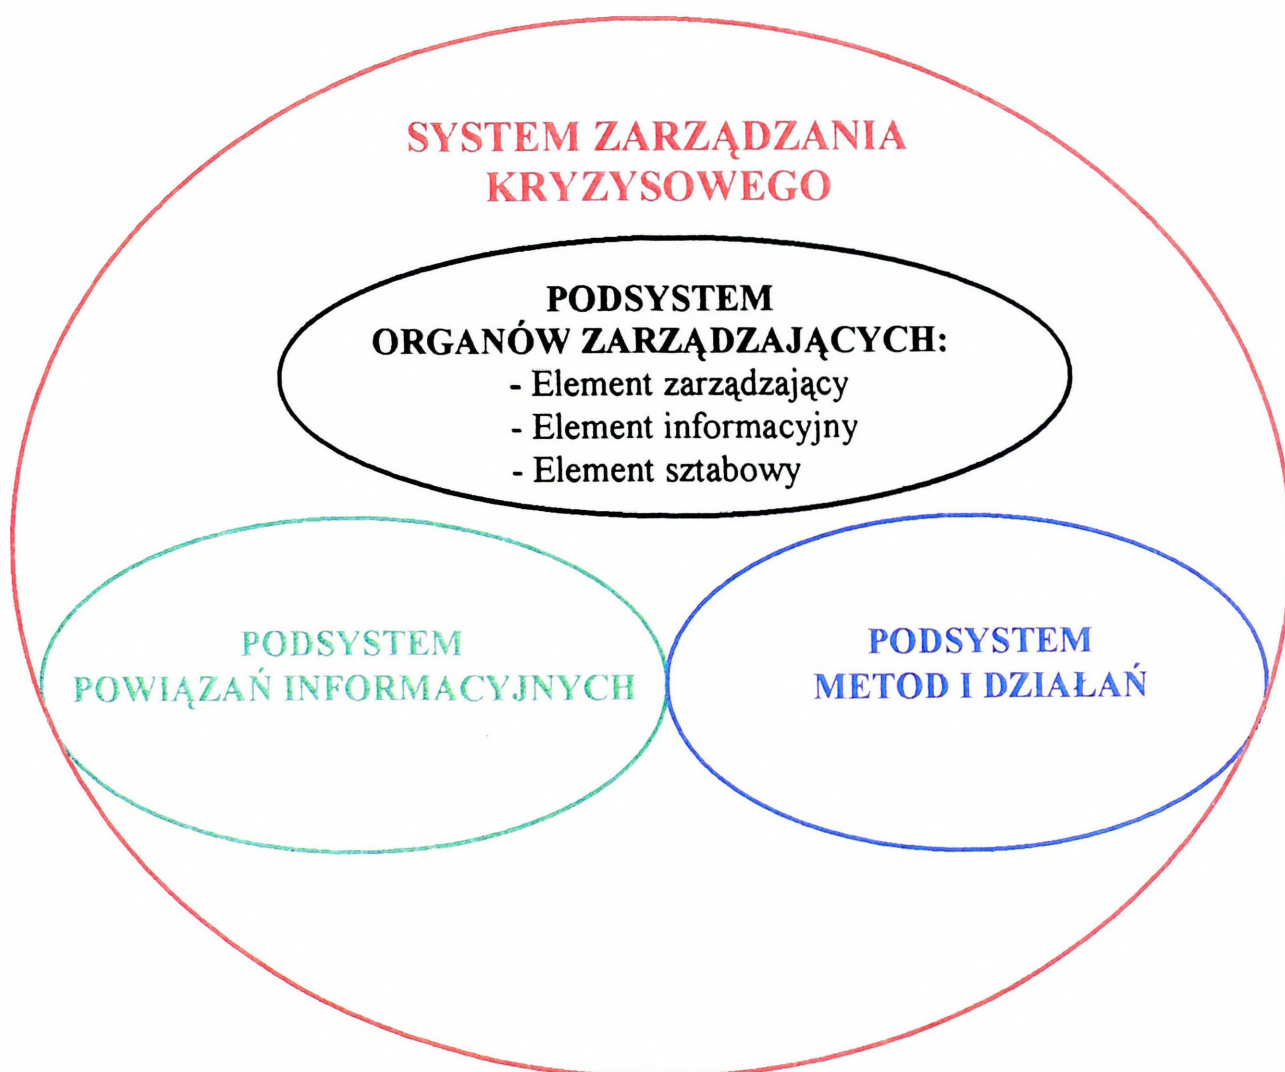 SYSTEM ZARZĄDZANIA
KRYZYSOWEGO
PODSYSTEM
ORGANÓW ZARZĄDZAJĄCYCH:
- Element zarządzający
- Element informacyjny
- Element sztabowy
PODSYSTEM
POWIĄZAŃ INFORMACYJNYCH
PODSYSTEM
METOD I DZIAŁAŃ